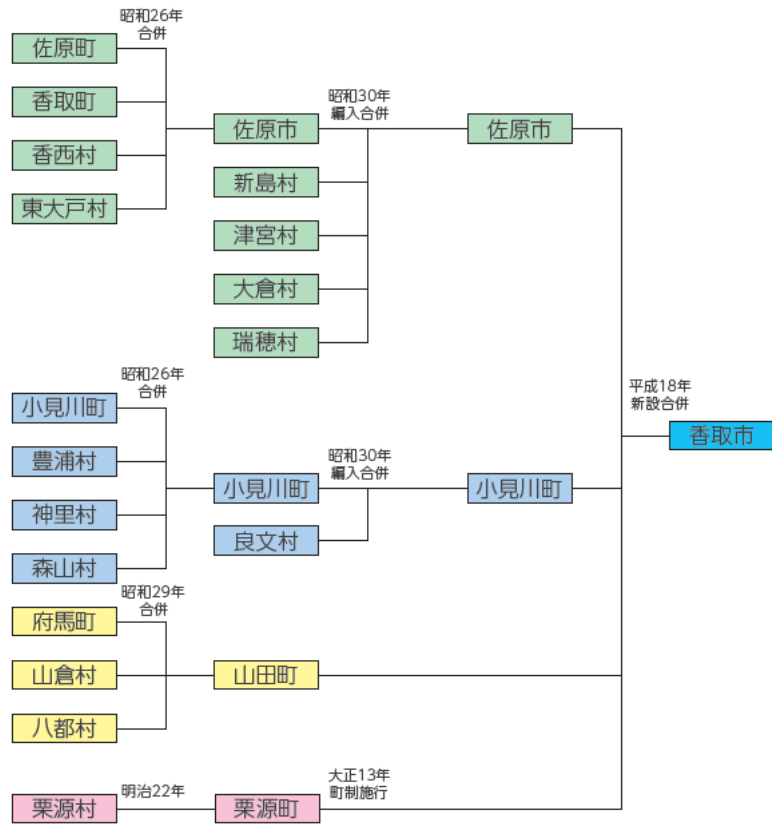 昭和26年
合併
佐原町
香取町
香西村
東大戸村
昭和30年
編入合併
佐原市
新島村
津宮村
大倉村
瑞穂村
佐原市
昭和26年
合併
小見川町
豊浦村
神里村
森山村
昭和30年
編入合併
小見川町
良文村
小見川町
昭和29年
合併
府馬町
山倉村
八都村
山田町
栗源村
明治22年
栗源町
大正13年
町制施行
平成18年
新設合併
香取市